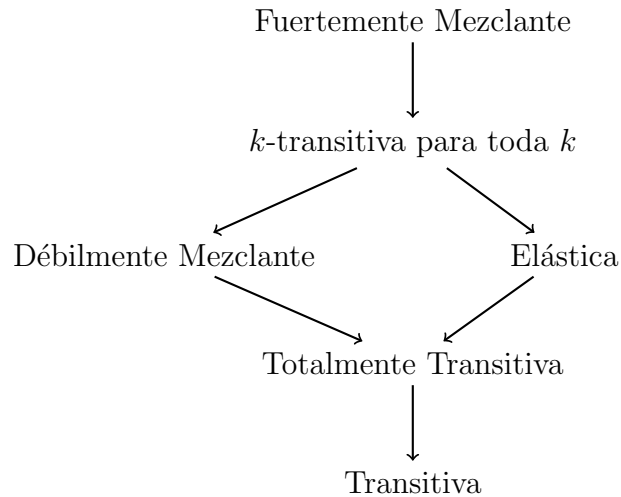 Fuertemente Mezclante
k-transitiva para toda k
Débilmente Mezclante
Elástica
Totalmente Transitiva
Transitiva